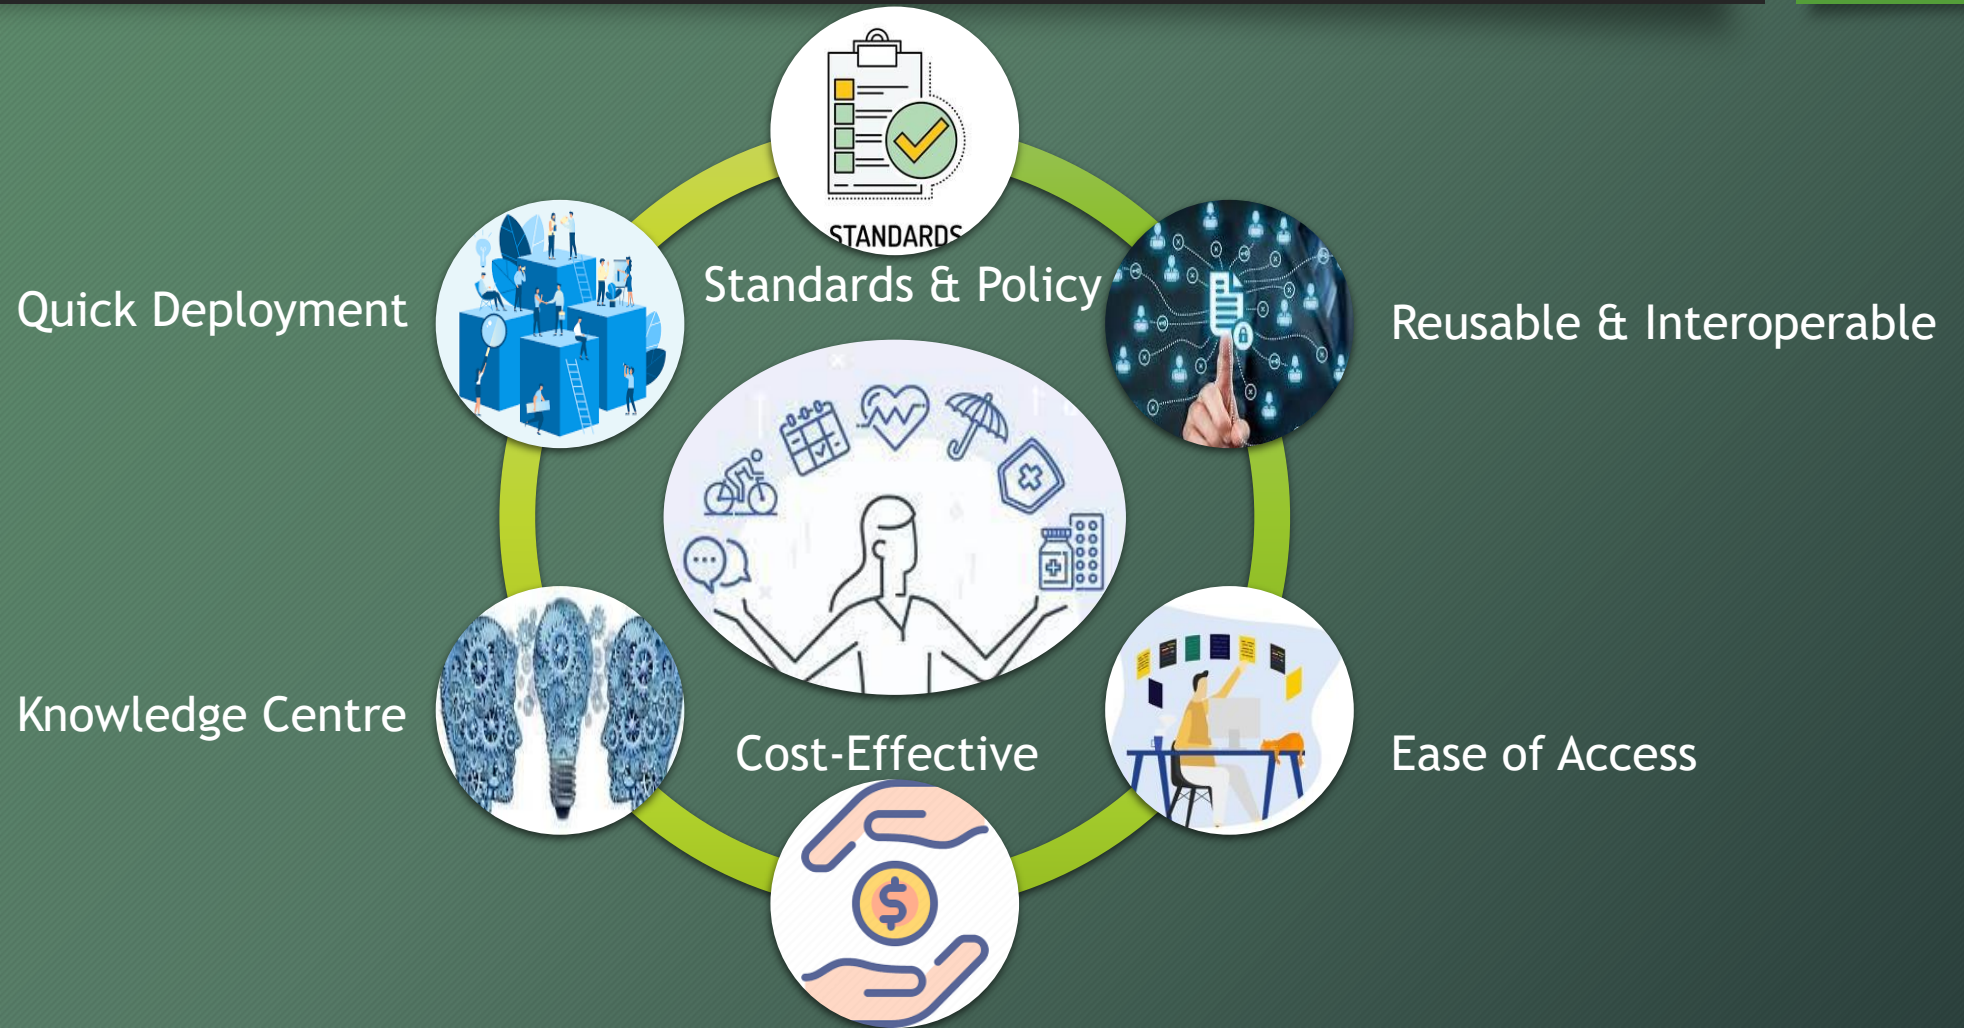 STANDARDS
Standards & Policy
Quick Deployment
Reusable & Interoperable
Knowledge Centre
Cost-Effective
Ease of Access